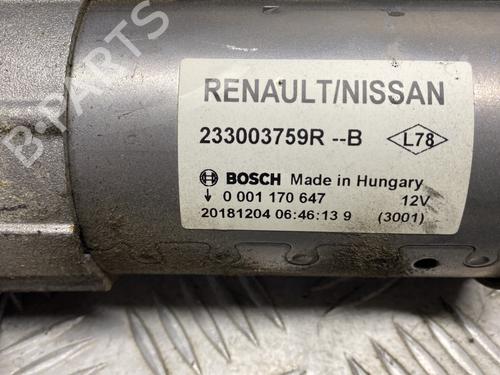 B-PARTS
RENAULT/NISSAN
233003759R --B L78
BOSCH Made in Hungary
0 001 170 647 12V
20181204 06:46:13 9 (3001)